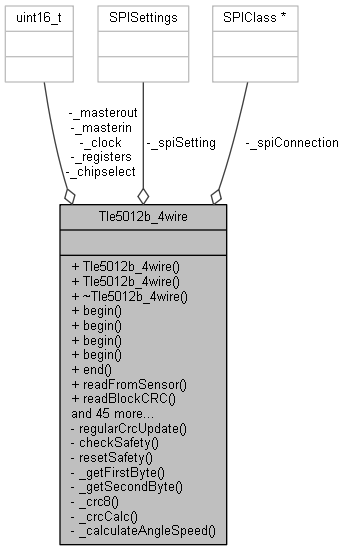 uint16_t
SPISettings
SPIClass *
-_masterout
-_masterin
-_clock
-_registers
-_chipselect
-_spiSetting
-_spiConnection
Tle5012b_4wire
+ Tle5012b_4wire()
+ Tle5012b_4wire()
+ ~Tle5012b_4wire()
+ begin()
+ begin()
+ begin()
+ begin()
+ end()
+ readFromSensor()
+ readBlockCRC()
and 45 more...
- regularCrcUpdate()
- checkSafety()
- resetSafety()
- _getFirstByte()
- _getSecondByte()
- _crc8()
- _crcCalc()
- _calculateAngleSpeed()